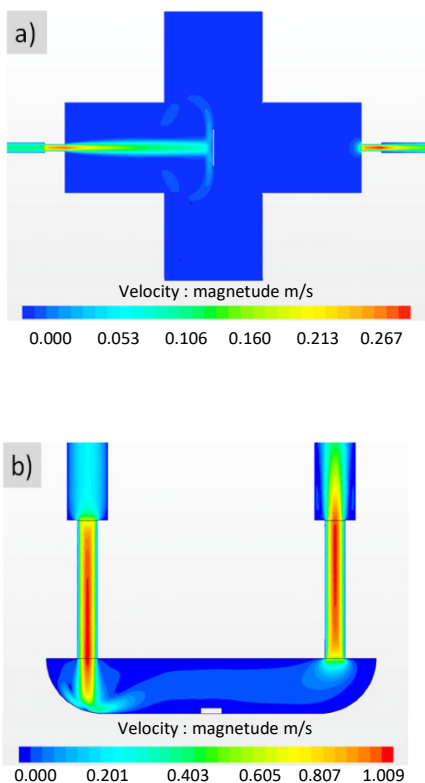 a)
Velocity : magnetude m/s
0.000 0.053 0.106 0.160 0.213 0.267
b)
Velocity : magnetude m/s
0.000 0.201 0.403 0.605 0.807 1.009